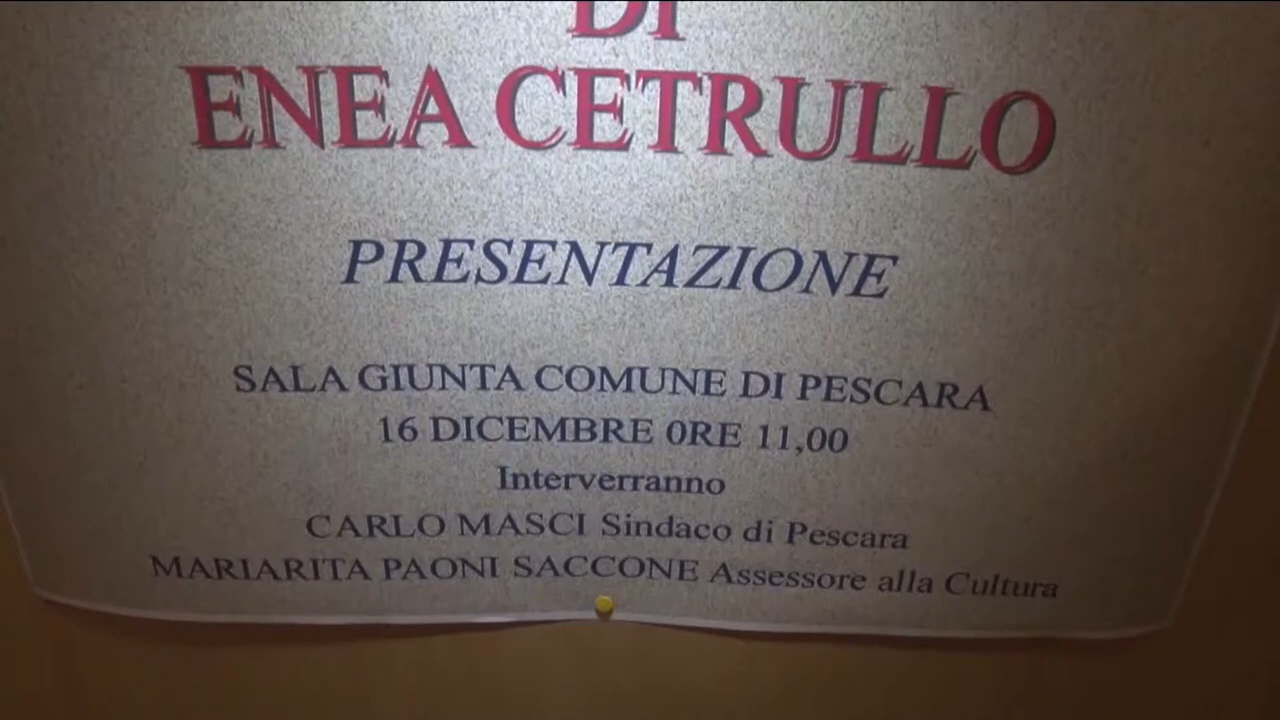 DI
ENEA CETRULLO
PRESENTAZIONE
SALA GIUNTA COMUNE DI PESCARA
16 DICEMBRE 0RE 11,00
Interverranno
CARLO MASCI Sindaco di Pescara
MARIARITA PAONI SACCONE Assessore alla Cultura